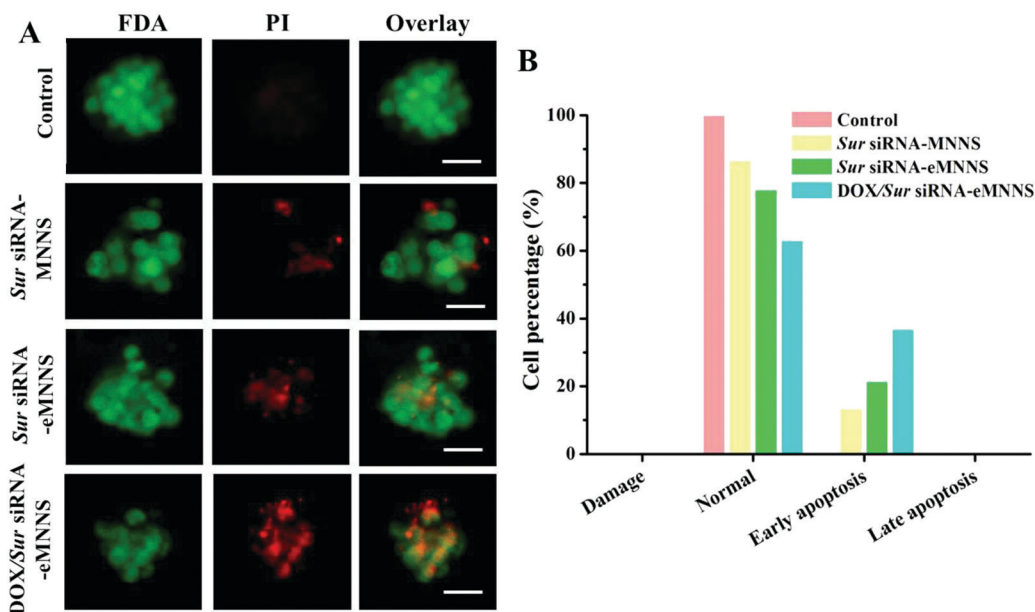 A
FDA
PI
Overlay
Control
Sur siRNA-
MNNS
Sur siRNA
-eMNNS
DOX/Sur siRNA
-eMNNS
B
Cell percentage (%)
100
80
60
40
20
0
Control
Sur siRNA-MNNS
Sur siRNA-eMNNS
DOX/Sur siRNA-eMNNS
Damage
Normal
Early apoptosis
Late apoptosis